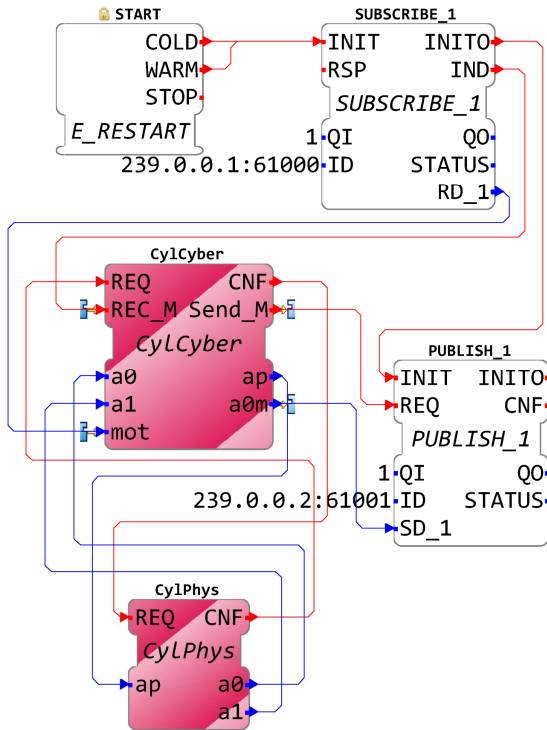 START
COLD
WARM
STOP
E_RESTART
SUBSCRIBE_1
INIT INITO
RSP IND
SUBSCRIBE_1
1 QI QO
239.0.0.1:61000 ID STATUS
RD_1
CylCyber
REQ CNF
REC_M Send_M
CylCyber
a0 ap
a1 a0m
mot
PUBLISH_1
INIT INITO
REQ CNF
PUBLISH_1
1 QI QO
239.0.0.2:61001 ID STATUS
SD_1
CylPhys
REQ CNF
CylPhys
ap a0
a1